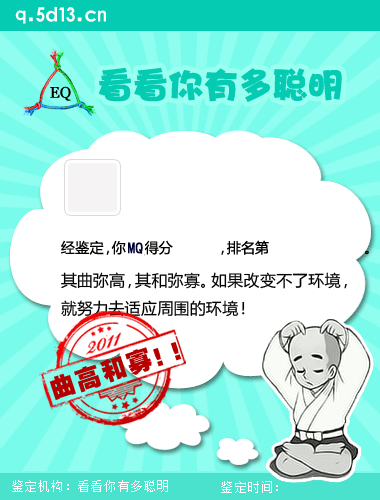 q.5d13.cn
EQ
看看你有多聪明
经鉴定，你MQ得分 ，排名第 。
其曲弥高，其和弥寡。如果改变不了环境，
就努力去适应周围的环境！
2011
曲高和寡！！
鉴定机构：看看你有多聪明 鉴定时间：